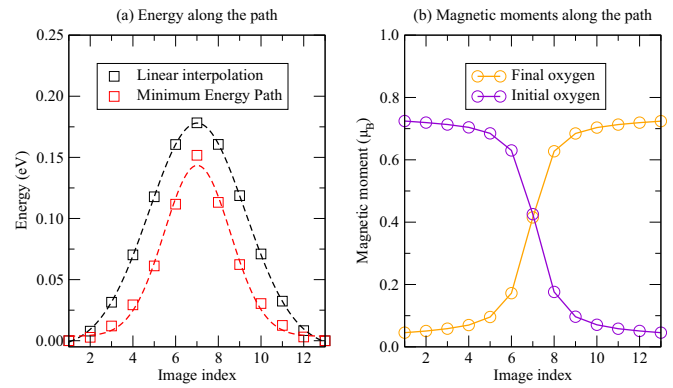 (a) Energy along the path
(b) Magnetic moments along the path
0.25
0.20
0.15
0.10
0.05
0.00
Energy (eV)
Linear interpolation
Minimum Energy Path
2 4 6 8 10 12
Image index
1.0
0.8
0.6
0.4
0.2
0.0
Magnetic moment (μB)
Final oxygen
Initial oxygen
2 4 6 8 10 12
Image index